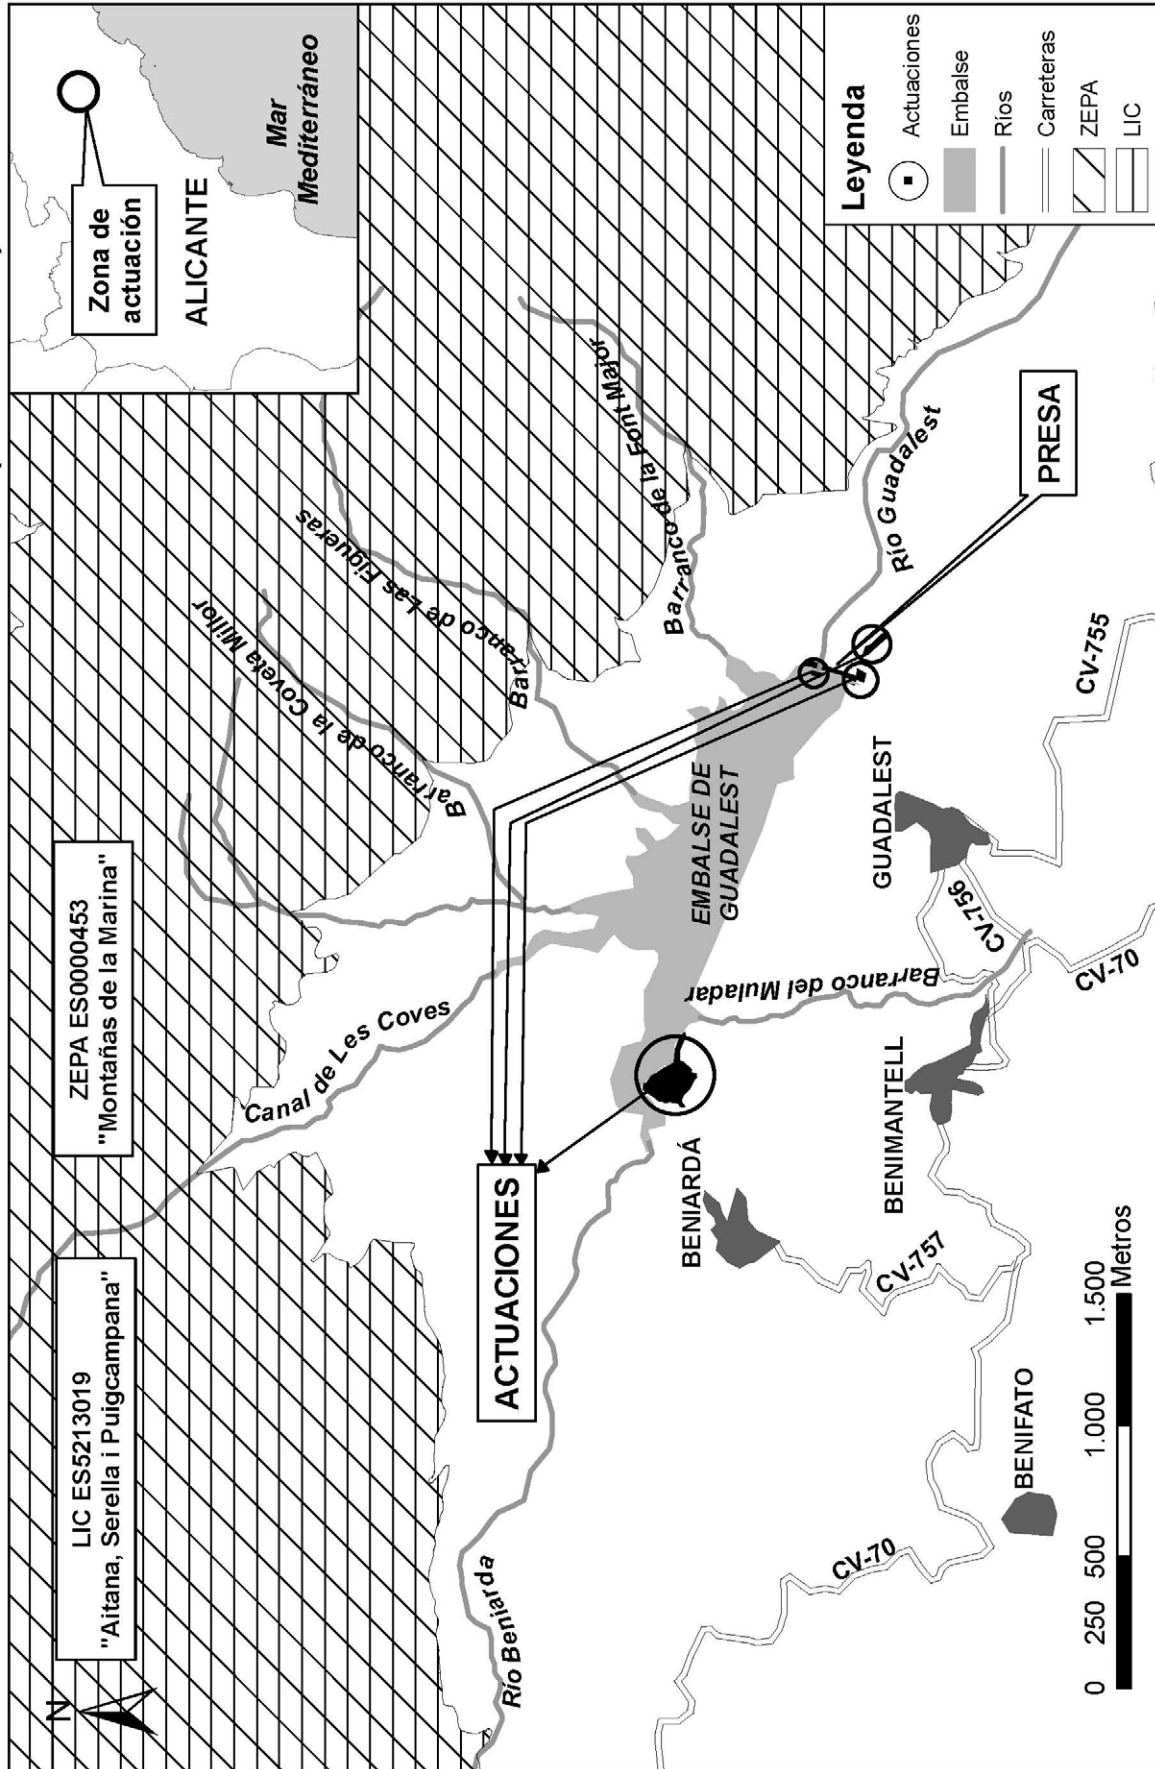 N
LIC ES5213019
"Aitana, Serella i Puigcampana"
ZEPA ES0000453
"Montañas de la Marina"
Zona de
actuación
ALICANTE
Mar
Mediterráneo
Canal de Les Coves
Barranco de la Coveta Millor
Barranco de Las Figueras
Barranco de la Font Major
Río Beniarda
ACTUACIONES
EMBALSE DE
GUADALEST
Río Guadalest
PRESA
BENIARDÁ
Barranco del Muladar
GUADALEST
BENIMANTELL
BENIFATO
CV-70
CV-757
CV-756
CV-70
CV-755
0 250 500 1.000 1.500
Metros
Leyenda
Actuaciones
Embalse
Ríos
Carreteras
ZEPA
LIC